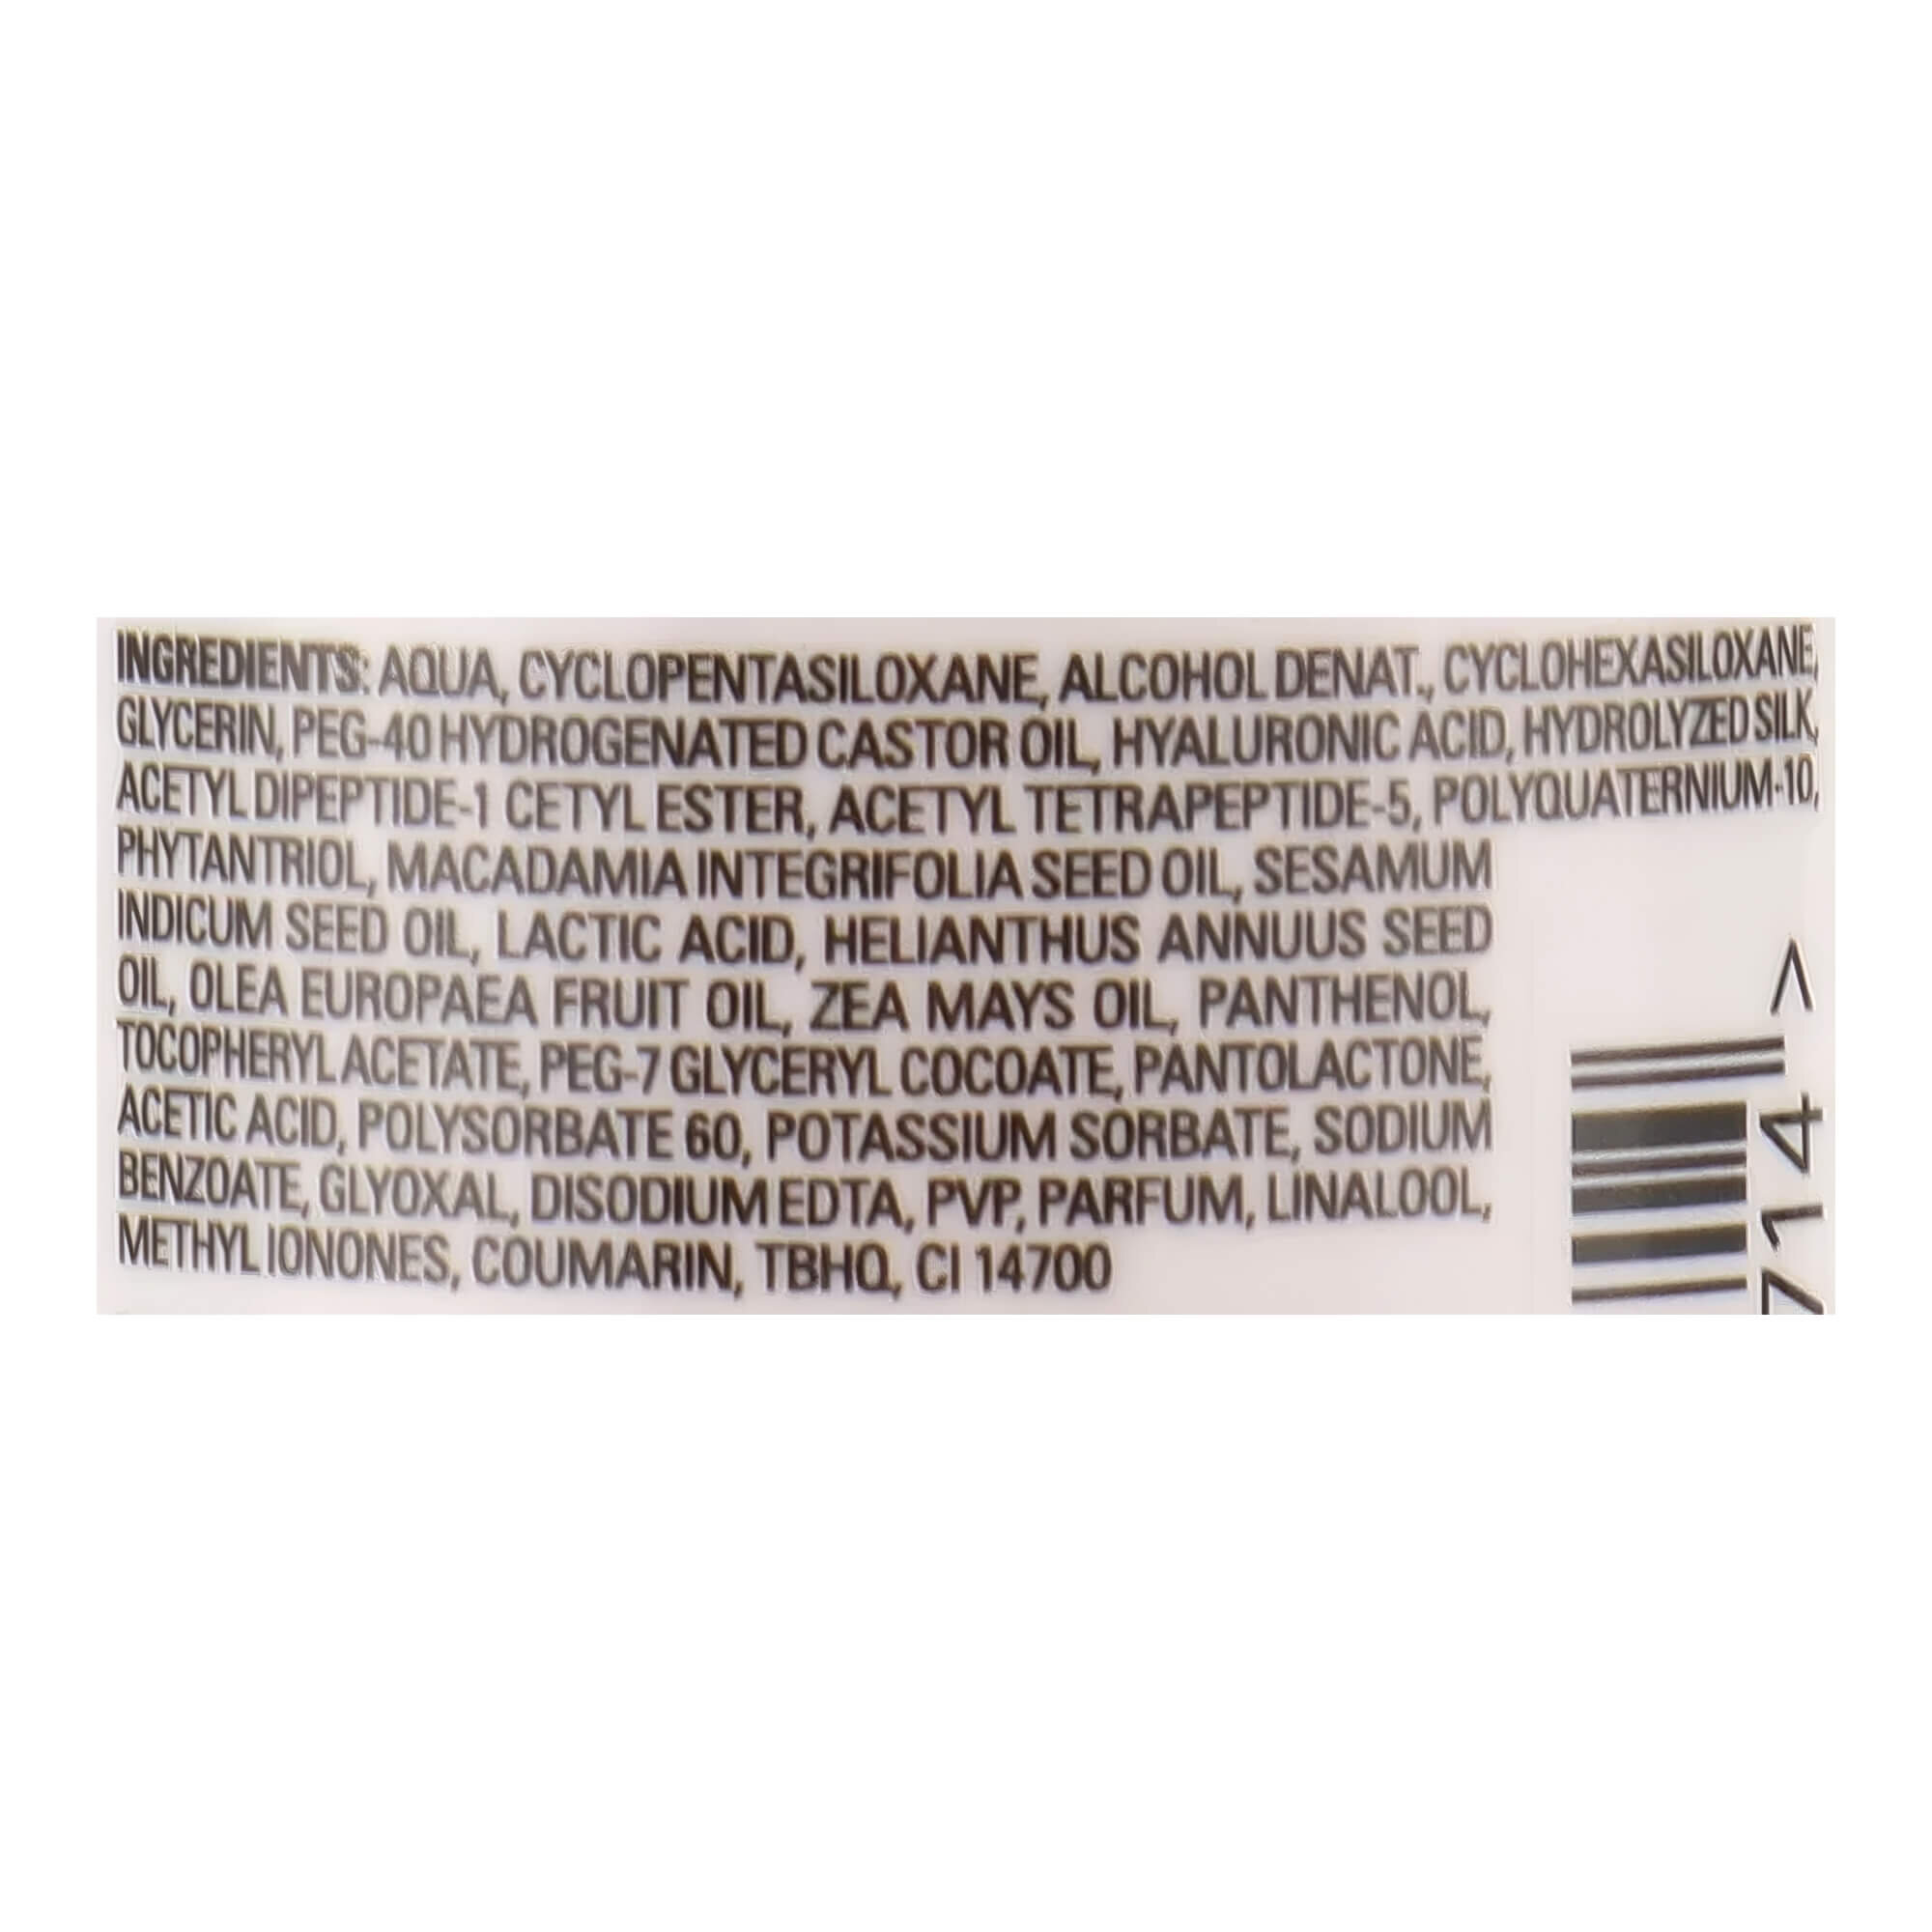 INGREDIENTS: AQUA, CYCLOPENTASILOXANE, ALCOHOL DENAT., CYCLOHEXASILOXANE,
GLYCERIN, PEG-40 HYDROGENATED CASTOR OIL, HYALURONIC ACID, HYDROLYZED SILK,
ACETYL DIPEPTIDE-1 CETYL ESTER, ACETYL TETRAPEPTIDE-5, POLYQUATERNIUM-10,
PHYTANTRIOL, MACADAMIA INTEGRIFOLIA SEED OIL, SESAMUM
INDICUM SEED OIL, LACTIC ACID, HELIANTHUS ANNUUS SEED
OIL, OLEA EUROPAEA FRUIT OIL, ZEA MAYS OIL, PANTHENOL,
TOCOPHERYL ACETATE, PEG-7 GLYCERYL COCOATE, PANTOLACTONE,
ACETIC ACID, POLYSORBATE 60, POTASSIUM SORBATE, SODIUM
BENZOATE, GLYOXAL, DISODIUM EDTA, PVP, PARFUM, LINALOOL,
METHYL IONONES, COUMARIN, TBHQ, CI 14700
714 >